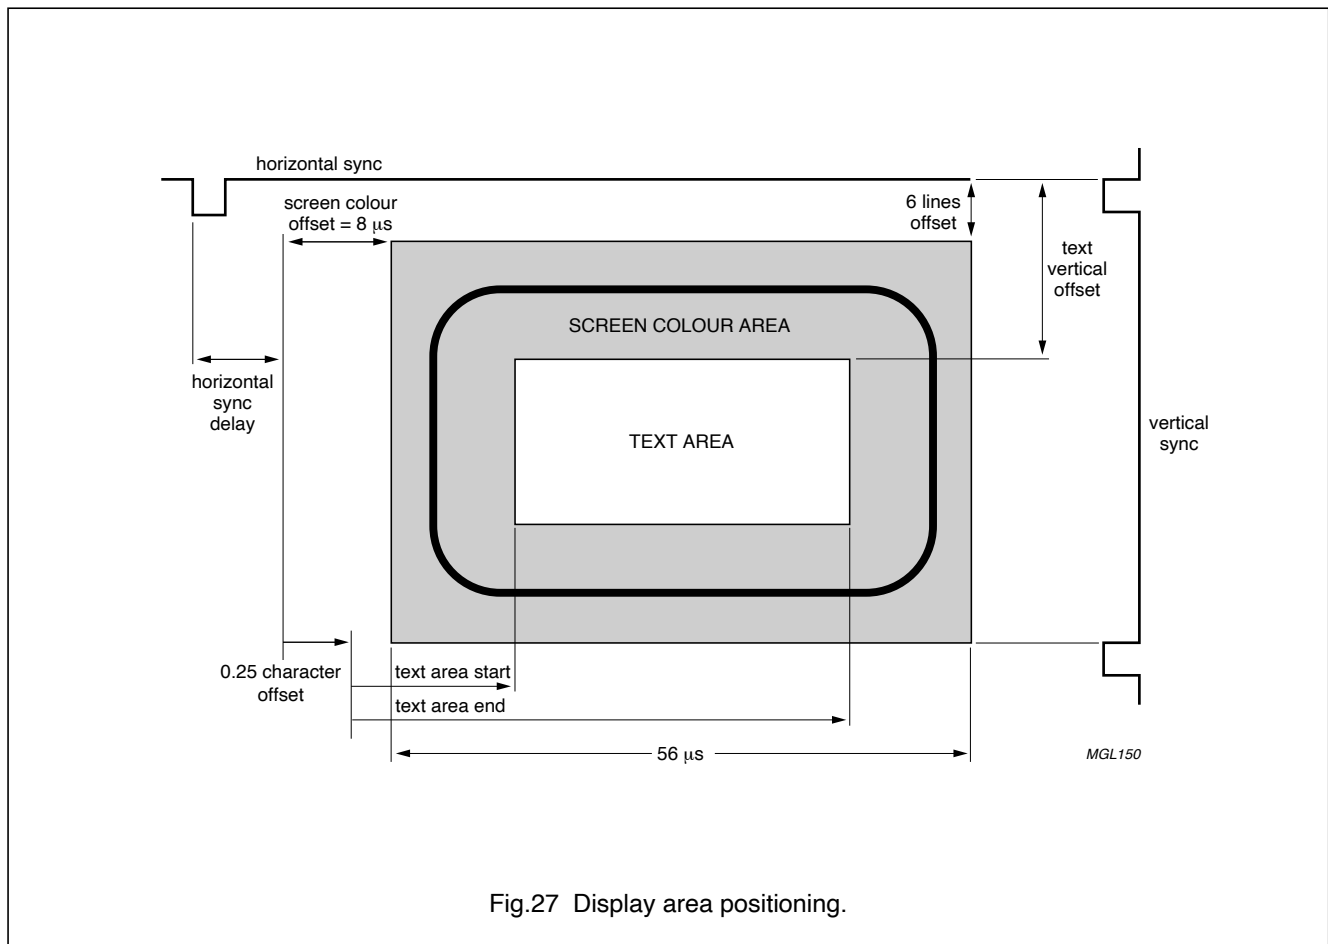 horizontal sync
screen colour
offset = 8 μs
6 lines
offset
text
vertical
offset
SCREEN COLOUR AREA
horizontal
sync
delay
TEXT AREA
vertical
sync
0.25 character
offset
text area start
text area end
56 μs
MGL150
Fig.27 Display area positioning.